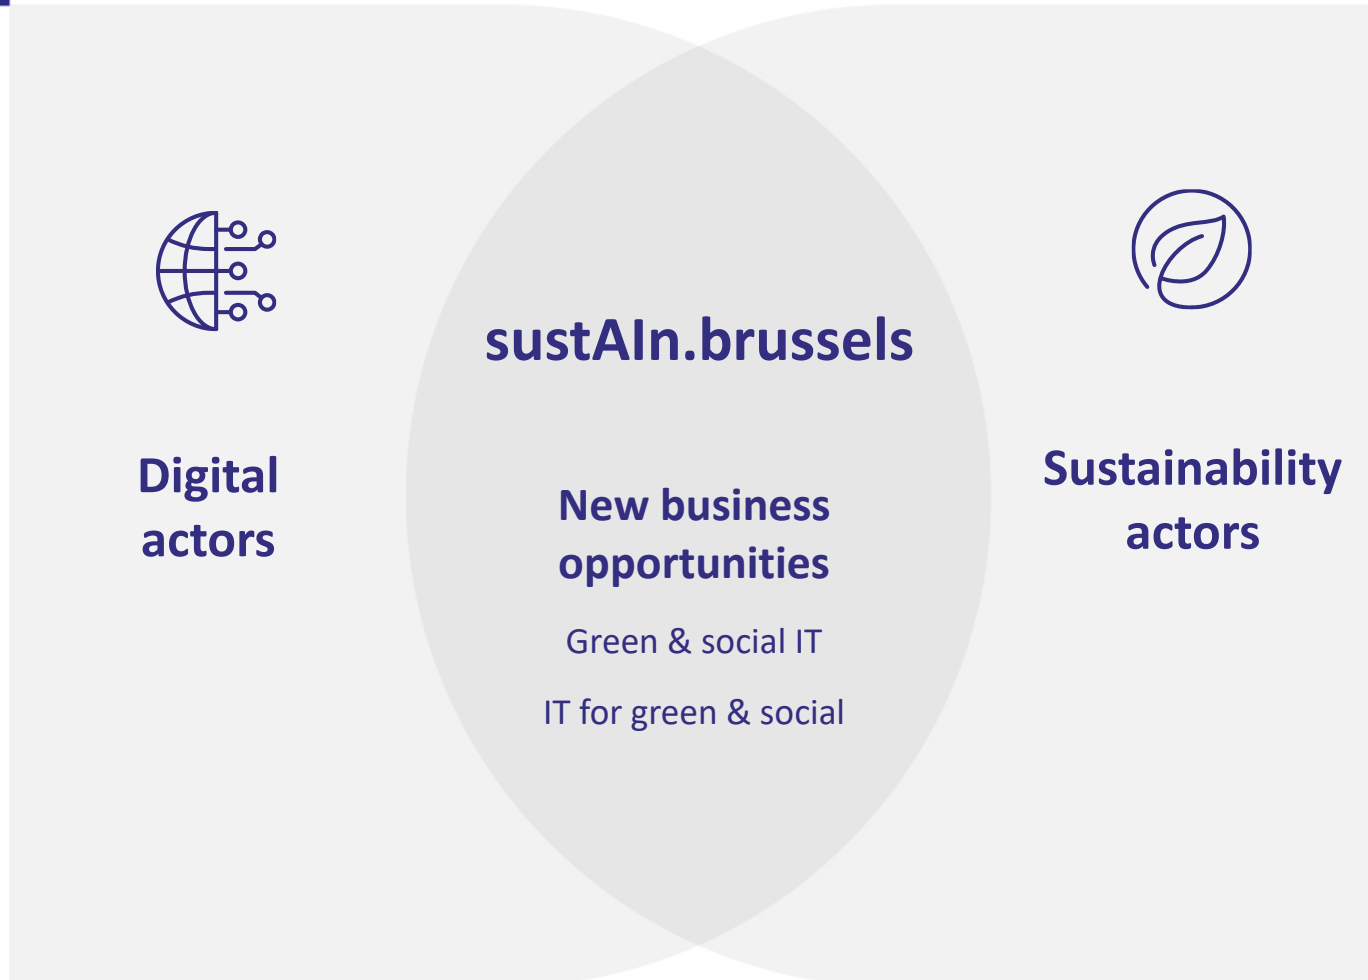 Digital
actors
sustAIn.brussels
New business
opportunities
Green & social IT
IT for green & social
Sustainability
actors